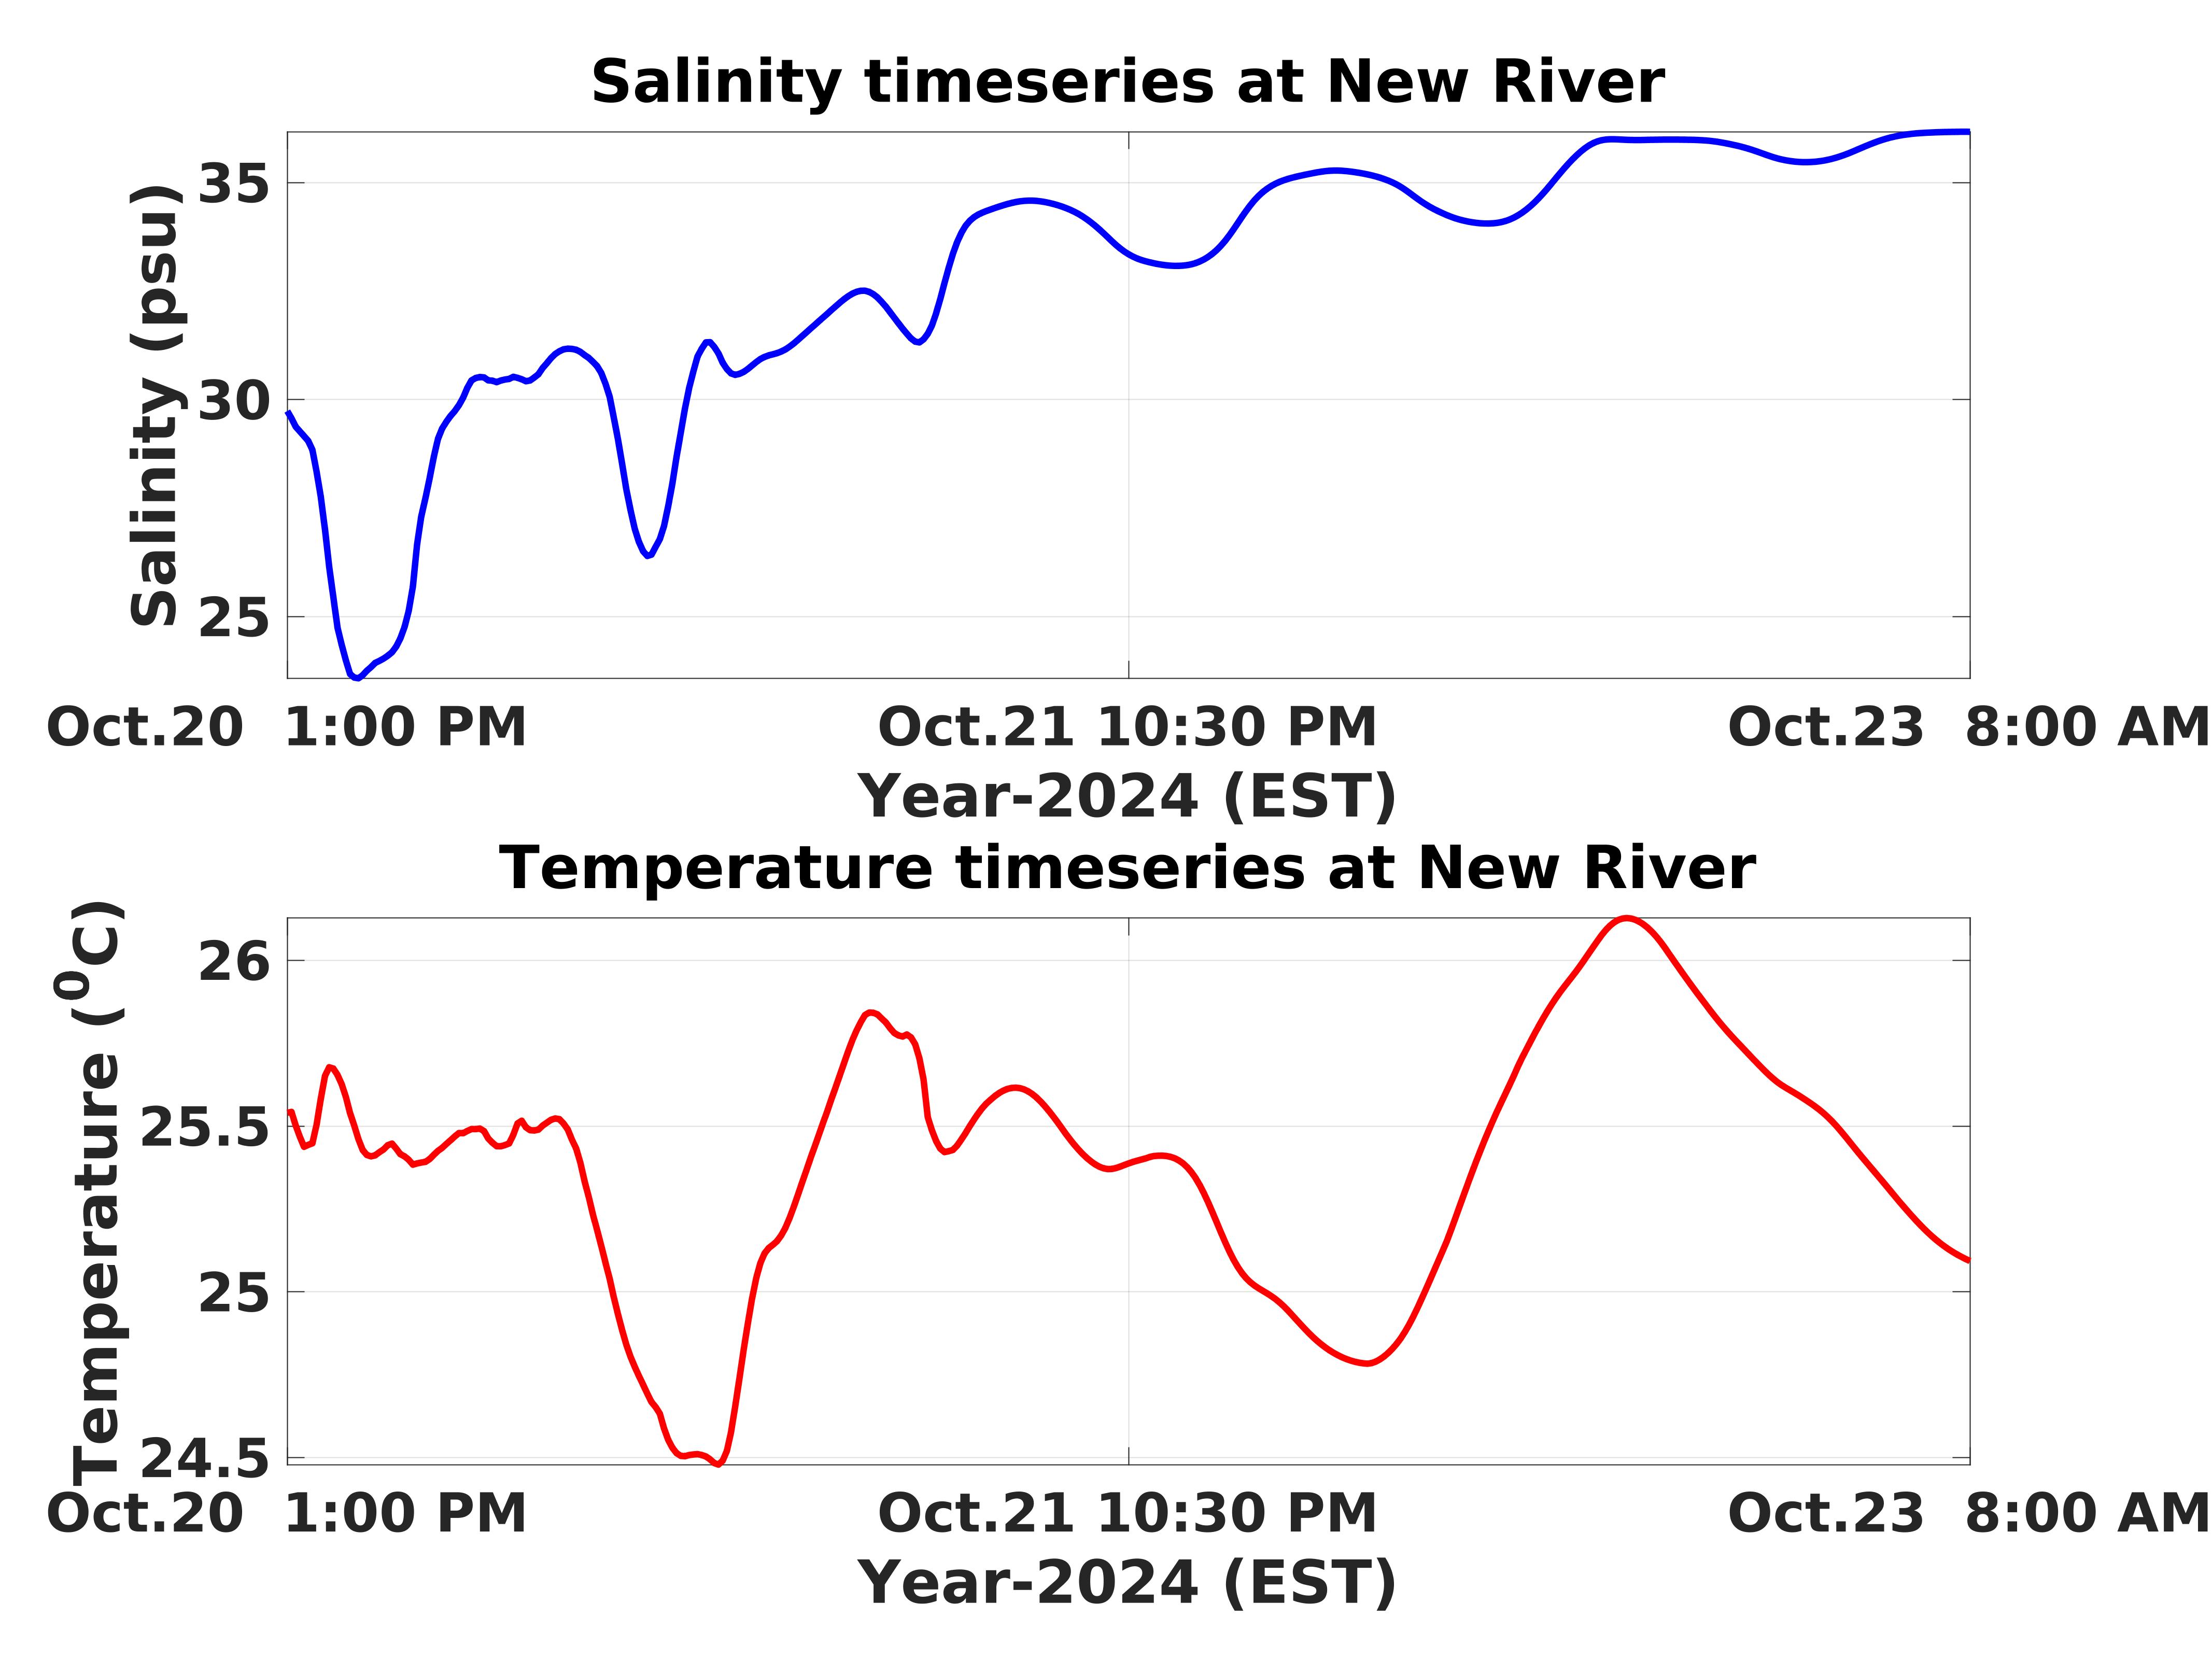 Salinity timeseries at New River
Salinity (psu)
35
30
25
Oct.20  1:00 PM
Oct.21 10:30 PM
Oct.23  8:00 AM
Year-2024 (EST)
Temperature timeseries at New River
Temperature (⁰C)
26
25.5
25
24.5
Oct.20  1:00 PM
Oct.21 10:30 PM
Oct.23  8:00 AM
Year-2024 (EST)